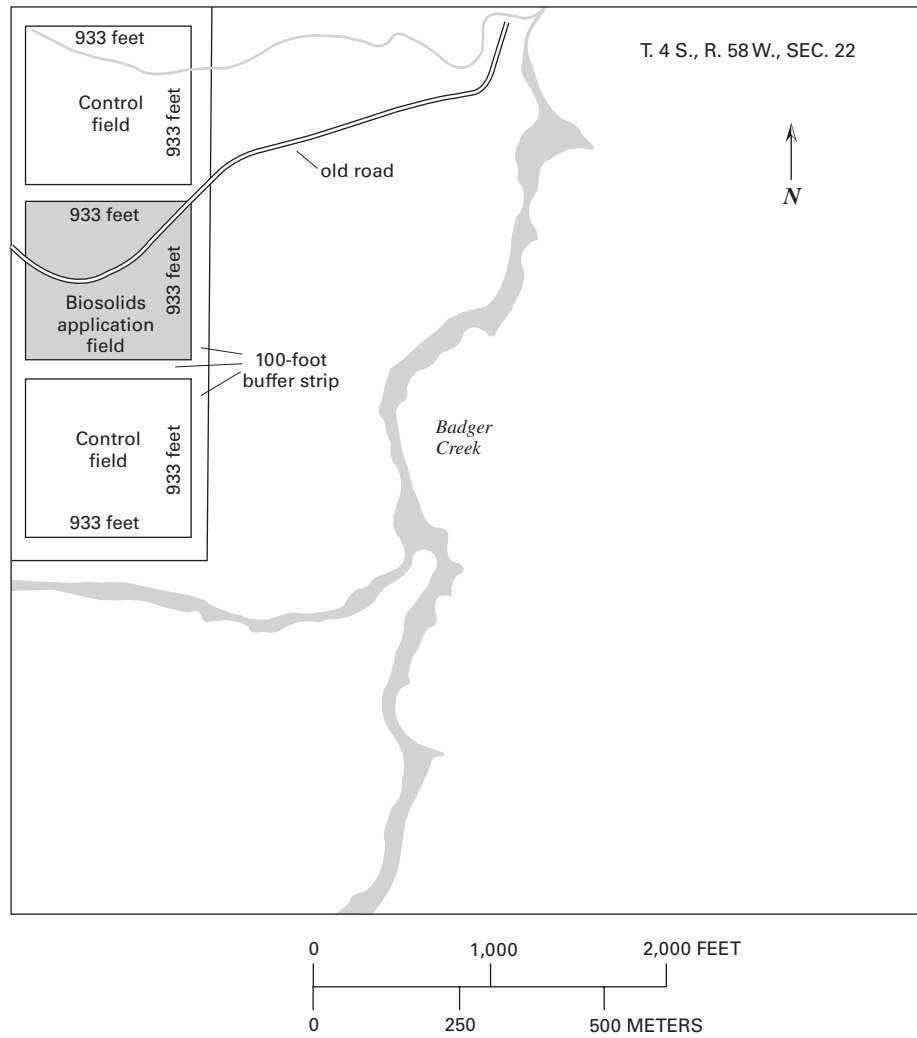 933 feet
Control
field
933 feet
T. 4 S., R. 58 W., SEC. 22
old road
N
933 feet
933 feet
Biosolids
application
field
100-foot
buffer strip
Control
field
933 feet
933 feet
Badger
Creek
0 1,000 2,000 FEET
0 250 500 METERS